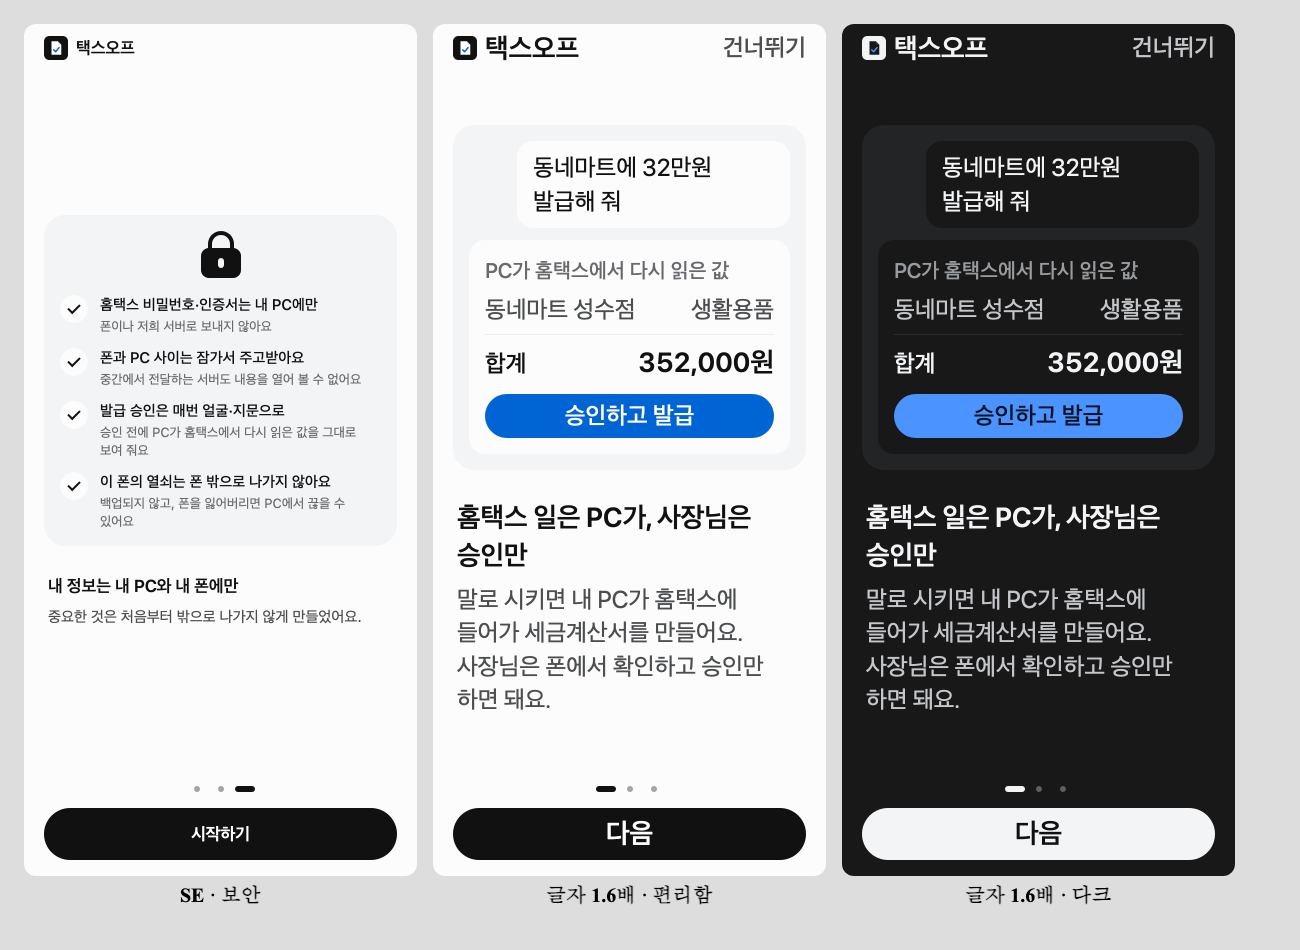 택스오프
홈택스 비밀번호·인증서는 내 PC에만
폰이나 저희 서버로 보내지 않아요
폰과 PC 사이는 잠가서 주고받아요
중간에서 전달하는 서버도 내용을 열어 볼 수 없어요
발급 승인은 매번 얼굴·지문으로
승인 전에 PC가 홈택스에서 다시 읽은 값을 그대로
보여 줘요
이 폰의 열쇠는 폰 밖으로 나가지 않아요
백업되지 않고, 폰을 잃어버리면 PC에서 끊을 수
있어요
내 정보는 내 PC와 내 폰에만
중요한 것은 처음부터 밖으로 나가지 않게 만들었어요.
시작하기
SE · 보안
택스오프 건너뛰기
동네마트에 32만원
발급해 줘
PC가 홈택스에서 다시 읽은 값
동네마트 성수점 생활용품
합계 352,000원
승인하고 발급
홈택스 일은 PC가, 사장님은
승인만
말로 시키면 내 PC가 홈택스에
들어가 세금계산서를 만들어요.
사장님은 폰에서 확인하고 승인만
하면 돼요.
다음
글자 1.6배 · 편리함
택스오프 건너뛰기
동네마트에 32만원
발급해 줘
PC가 홈택스에서 다시 읽은 값
동네마트 성수점 생활용품
합계 352,000원
승인하고 발급
홈택스 일은 PC가, 사장님은
승인만
말로 시키면 내 PC가 홈택스에
들어가 세금계산서를 만들어요.
사장님은 폰에서 확인하고 승인만
하면 돼요.
다음
글자 1.6배 · 다크